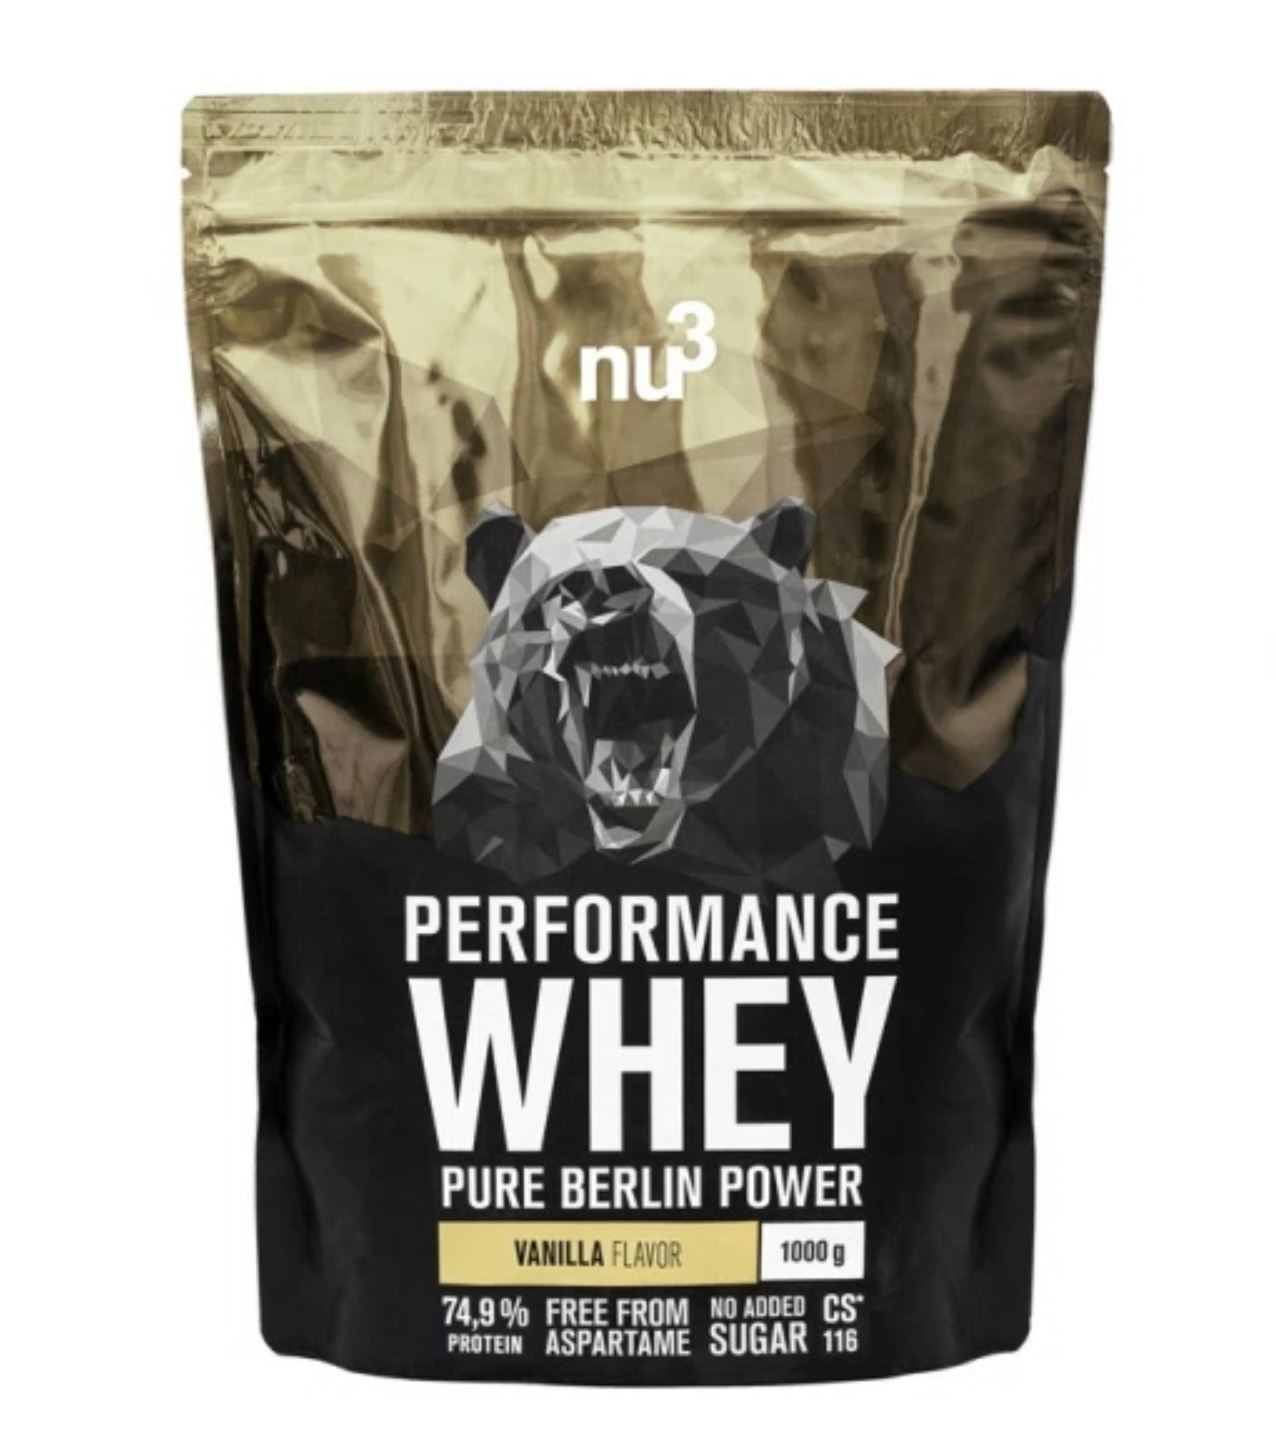 nu³
PERFORMANCE
WHEY
PURE BERLIN POWER
VANILLA FLAVOR 1000 g
74,9 % FREE FROM NO ADDED CS*
PROTEIN ASPARTAME SUGAR 116